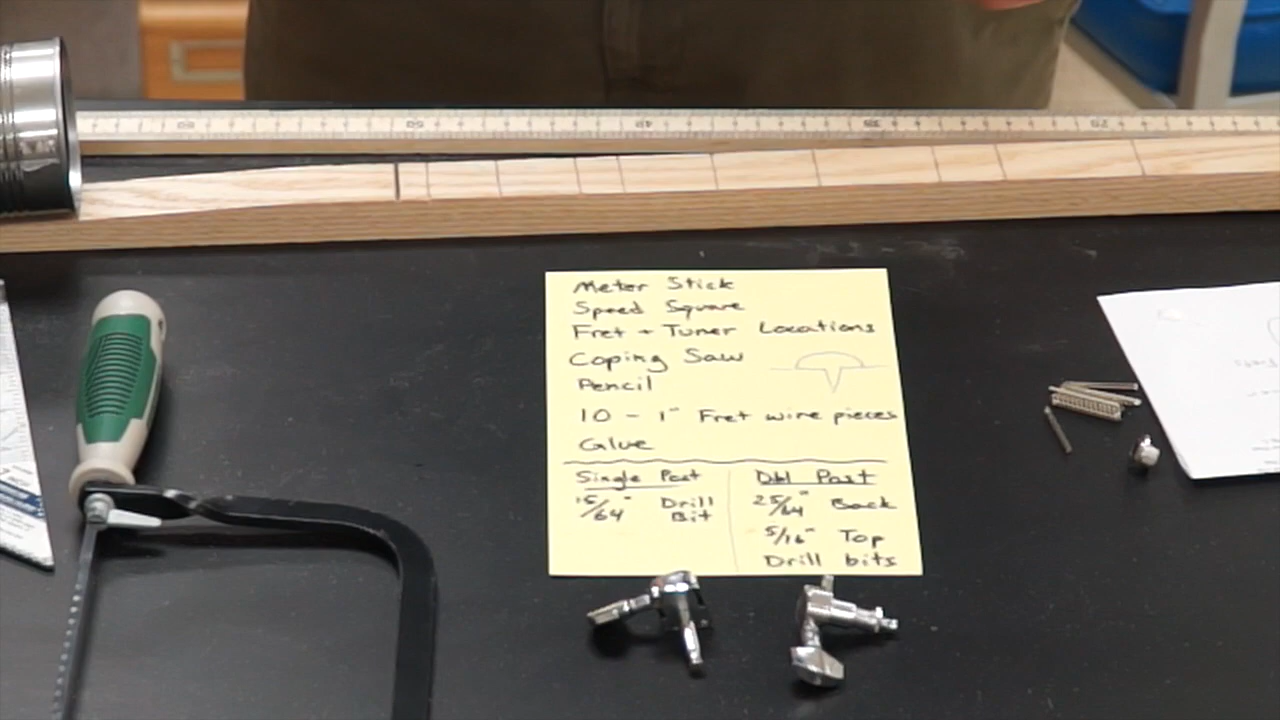 Meter Stick
Speed Square
Fret + Tuner Locations
Coping Saw
Pencil
10 - 1" Fret wire pieces
Glue
Single Post
15/64" Drill Bit
Dbl Post
25/64" Back
5/16" Top
Drill bits